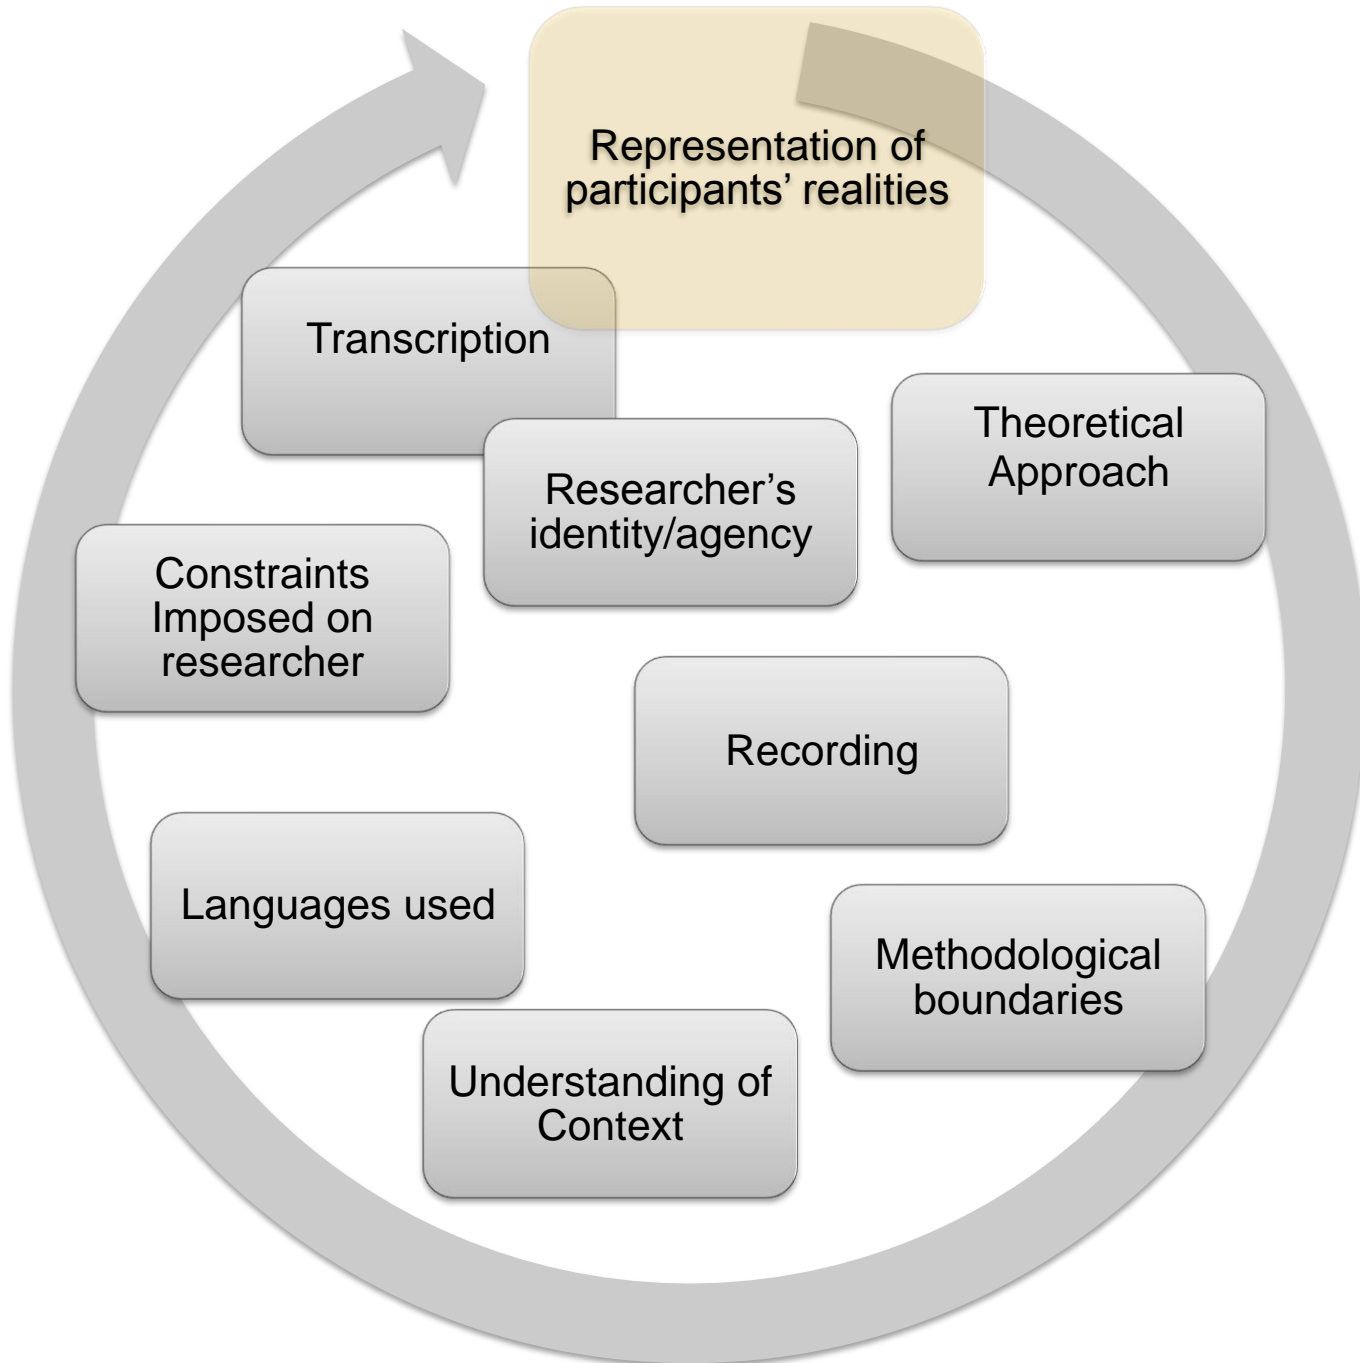 Representation of
participants’ realities
Transcription
Theoretical
Approach
Researcher’s
identity/agency
Constraints
Imposed on
researcher
Recording
Languages used
Methodological
boundaries
Understanding of
Context